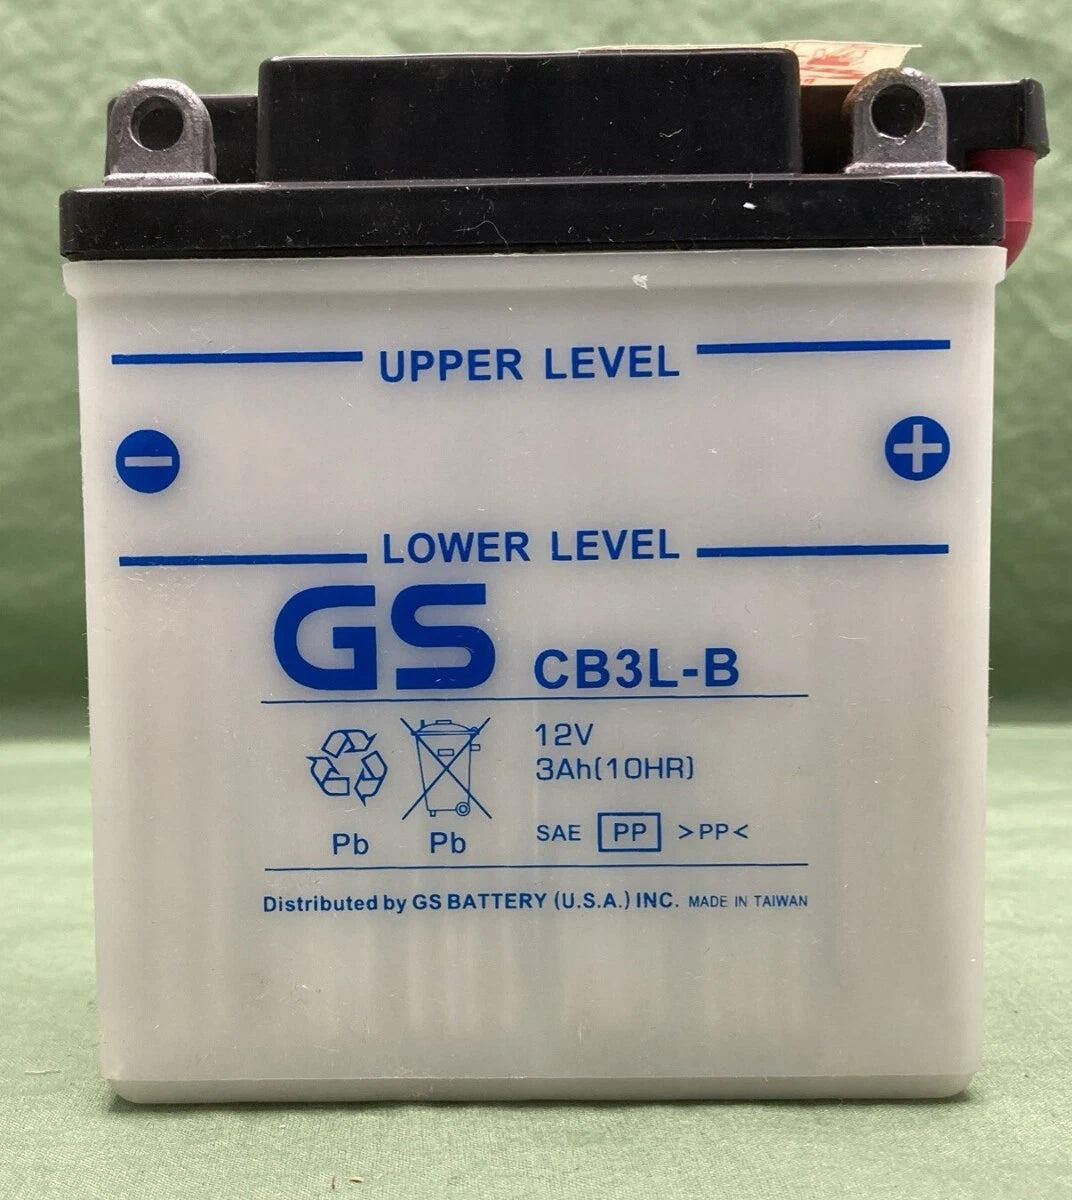 UPPER LEVEL
LOWER LEVEL
GS CB3L-B
12V
3Ah(10HR)
Pb Pb
SAE PP >PP<
Distributed by GS BATTERY (U.S.A.) INC. MADE IN TAIWAN